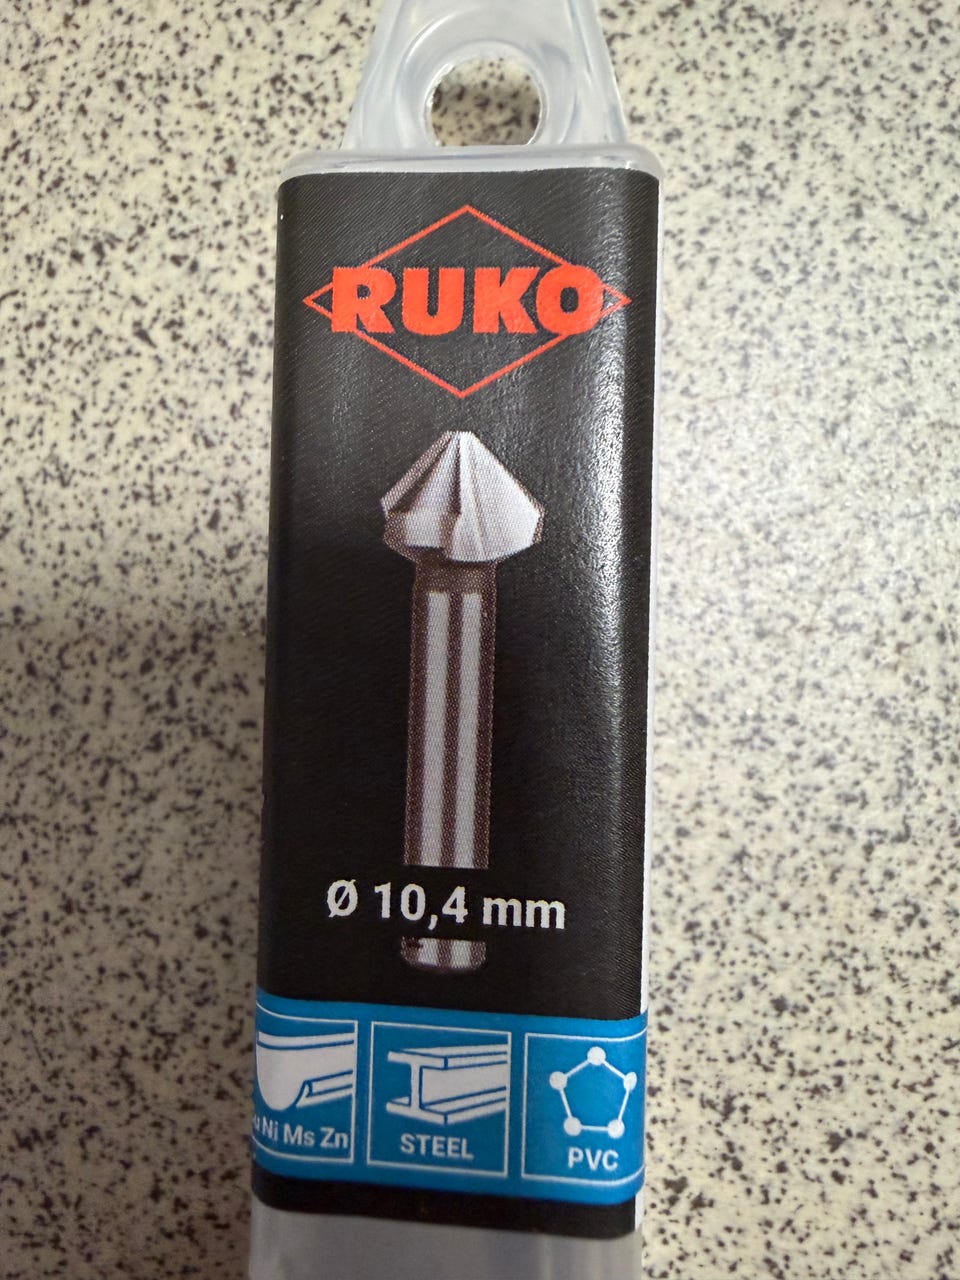 RUKO
Ø 10,4 mm
Ni Ms Zn
STEEL
PVC